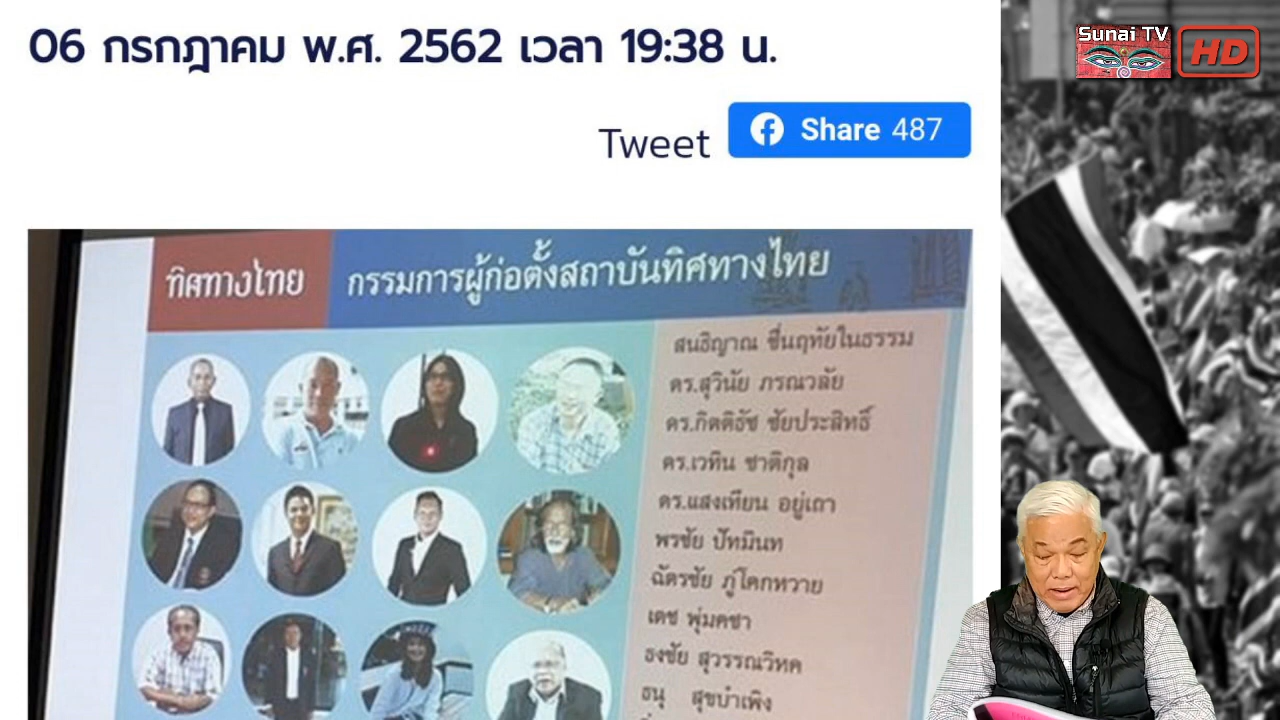 06 กรกฎาคม พ.ศ. 2562 เวลา 19:38 น.
Sunai TV
HD
Tweet
Share 487
ทิศทางไทย
กรรมการผู้ก่อตั้งสถาบันทิศทางไทย
สนธิญาณ ชื่นฤทัยในธรรม
ดร.สุวินัย ภรณวลัย
ดร.กิตติธัช ชัยประสิทธิ์
ดร.เวทิน ชาติกุล
ดร.แสงเทียน อยู่เถา
พรชัย ปัทมินท
ฉัตรชัย ภู่โคกหวาย
เดช พุ่มคชา
ธงชัย สุวรรณวิหค
ธนุ สุขบำเพิง